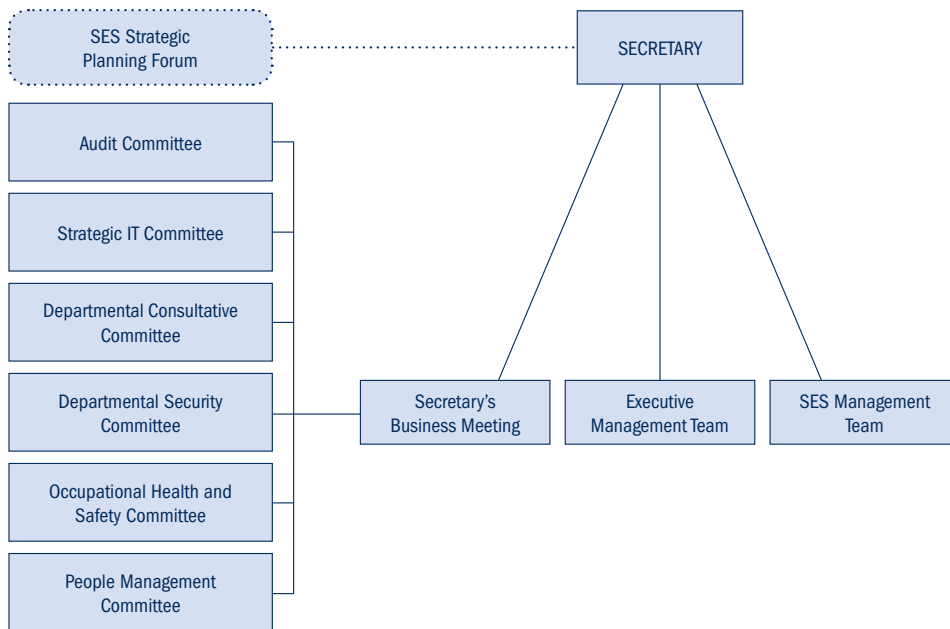 SES Strategic
Planning Forum
SECRETARY
Audit Committee
Strategic IT Committee
Departmental Consultative
Committee
Departmental Security
Committee
Occupational Health and
Safety Committee
People Management
Committee
Secretary’s
Business Meeting
Executive
Management Team
SES Management
Team